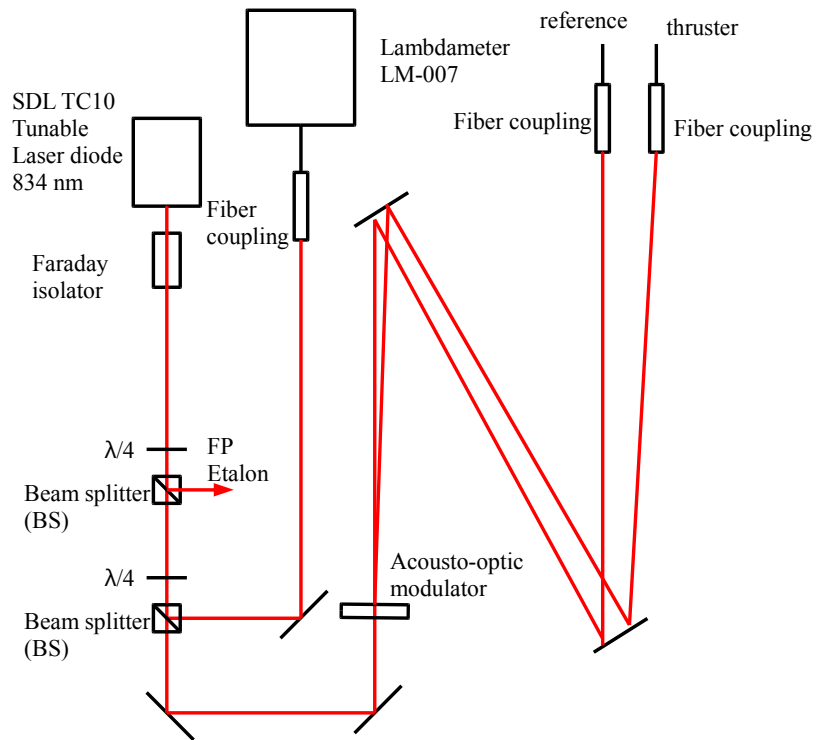 reference
thruster
Lambdameter
LM-007
SDL TC10
Tunable
Laser diode
834 nm
Fiber coupling
Fiber coupling
Fiber
coupling
Faraday
isolator
λ/4
FP
Etalon
Beam splitter
(BS)
λ/4
Acousto-optic
modulator
Beam splitter
(BS)